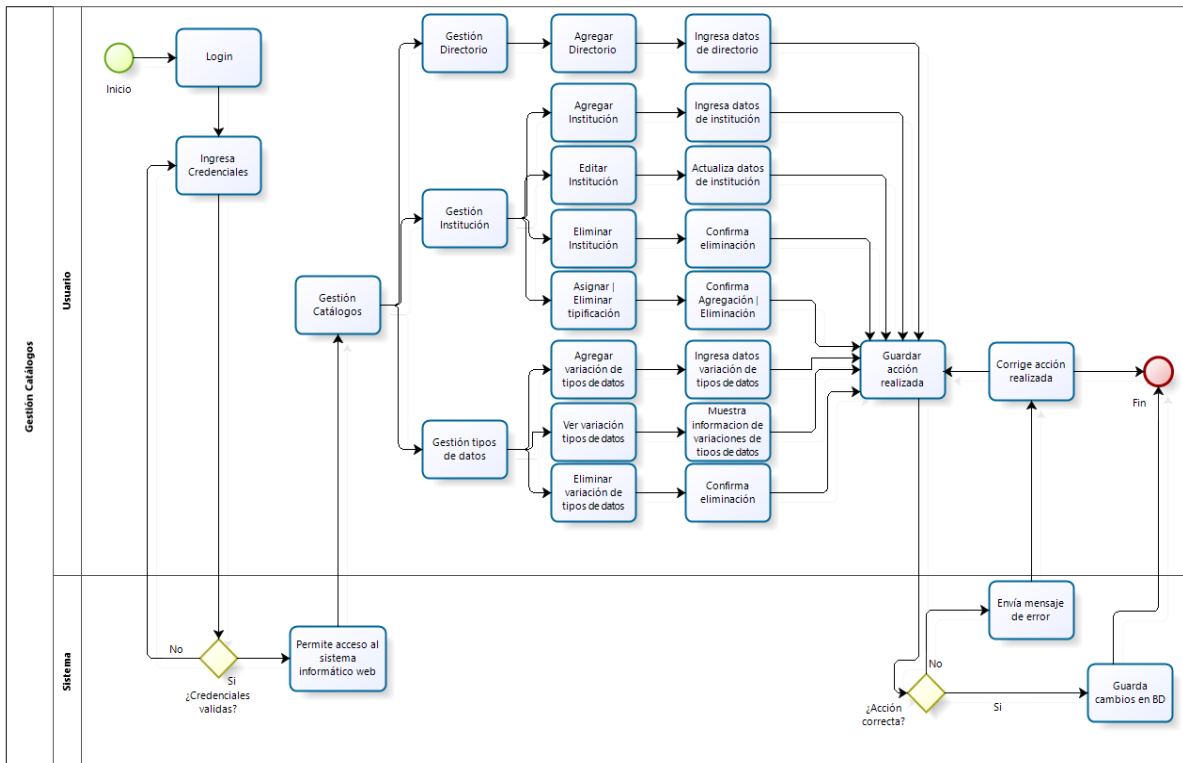 Gestión Catálogos
Usuario
Sistema
Inicio
Login
Ingresa
Credenciales
Gestión
Catálogos
Gestión
Directorio
Agregar
Directorio
Ingresa datos
de directorio
Gestión
Institución
Agregar
Institución
Ingresa datos
de institución
Editar
Institución
Actualiza datos
de institución
Eliminar
Institución
Confirma
eliminación
Asignar |
Eliminar
tipificación
Confirma
Agregación |
Eliminación
Gestión tipos
de datos
Agregar
variación de
tipos de datos
Ingresa datos
variación de
tipos de datos
Ver variación
tipos de datos
Muestra
informacion de
variaciones de
tipos de datos
Eliminar
variación de
tipos de datos
Confirma
eliminación
Guardar
acción
realizada
Corrige acción
realizada
Fin
No
Si
¿Credenciales
validas?
Permite acceso al
sistema
informático web
Envía mensaje
de error
No
¿Acción
correcta?
Si
Guarda
cambios en BD